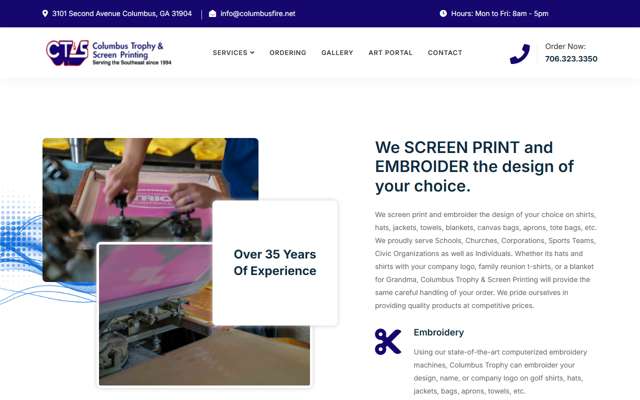 3101 Second Avenue Columbus, GA 31904
info@columbusfire.net
Hours: Mon to Fri: 8am - 5pm
CTAS
Columbus Trophy &
Screen Printing
Serving the Southeast since 1994
SERVICES
ORDERING
GALLERY
ART PORTAL
CONTACT
Order Now:
706.323.3350
Over 35 Years
Of Experience
We SCREEN PRINT and
EMBROIDER the design of
your choice.
We screen print and embroider the design of your choice on shirts,
hats, jackets, towels, blankets, canvas bags, aprons, tote bags, etc.
We proudly serve Schools, Churches, Corporations, Sports Teams,
Civic Organizations as well as Individuals. Whether its hats and
shirts with your company logo, family reunion t-shirts, or a blanket
for Grandma, Columbus Trophy & Screen Printing will provide the
same careful handling of your order. We pride ourselves in
providing quality products at competitive prices.
Embroidery
Using our state-of-the-art computerized embroidery
machines, Columbus Trophy can embroider your
design, name, or company logo on golf shirts, hats,
jackets, bags, aprons, towels, etc.